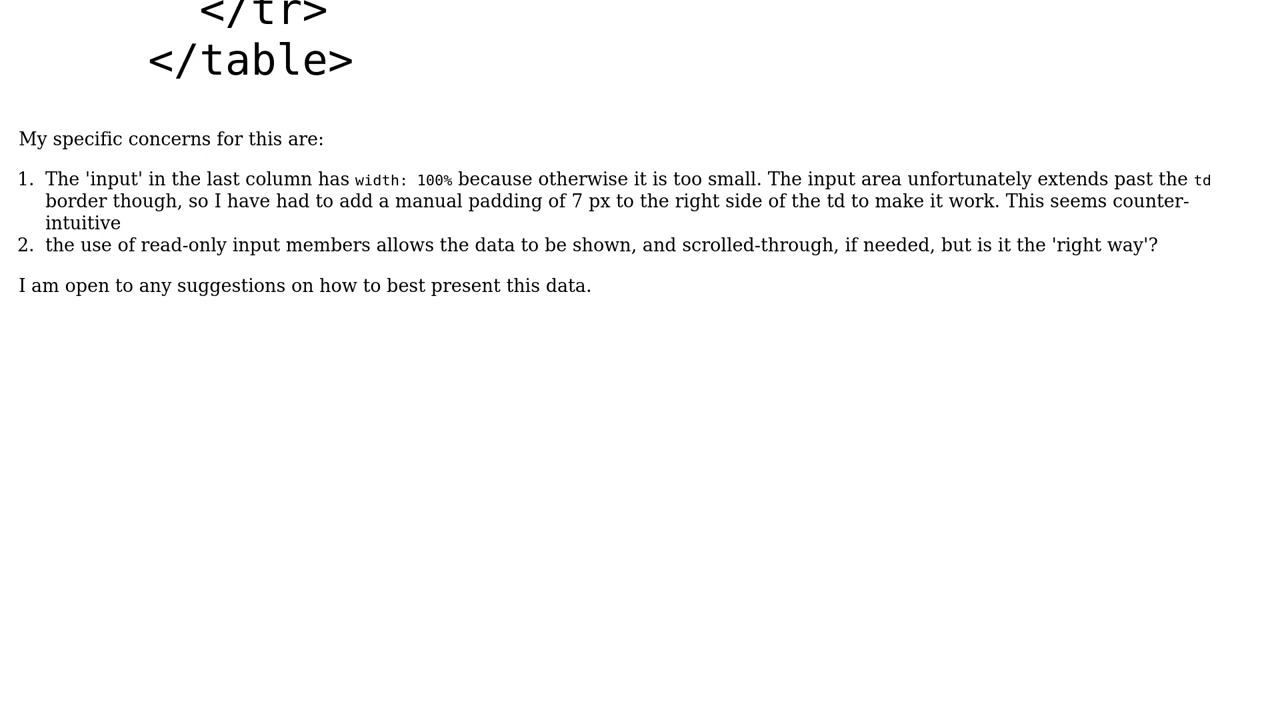 </tr>
</table>
My specific concerns for this are:
1. The 'input' in the last column has width: 100% because otherwise it is too small. The input area unfortunately extends past the td
border though, so I have had to add a manual padding of 7 px to the right side of the td to make it work. This seems counter-
intuitive
2. the use of read-only input members allows the data to be shown, and scrolled-through, if needed, but is it the 'right way'?
I am open to any suggestions on how to best present this data.